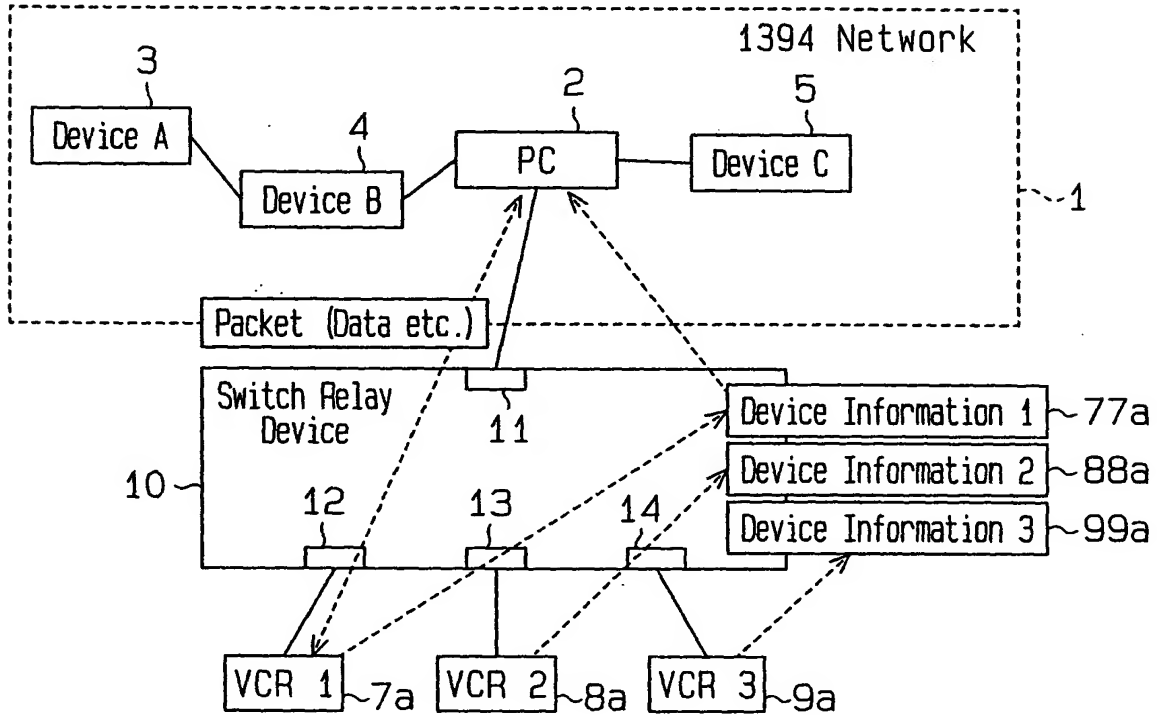 1394 Network
3
2
5
4
Device A
PC
Device C
Device B
1
Packet (Data etc.)
Switch Relay
Device
11
Device Information 1
77a
10
Device Information 2
88a
12
13
14
Device Information 3
99a
VCR 1
7a
VCR 2
8a
VCR 3
9a